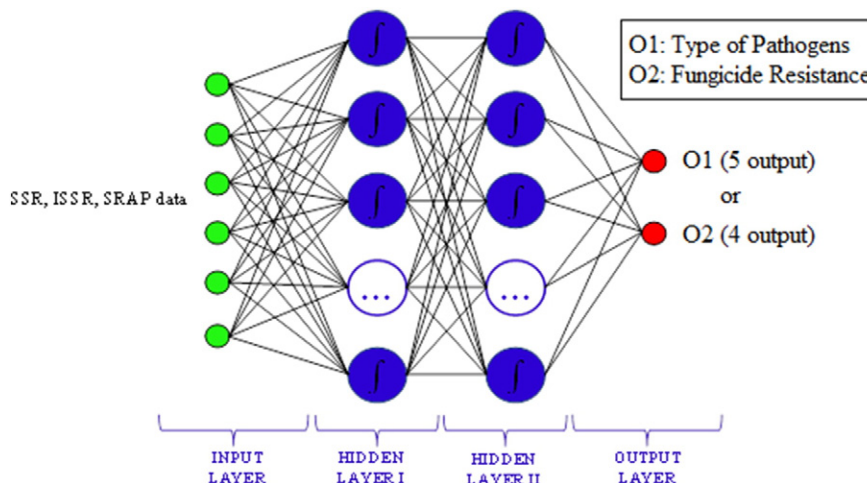 O1: Type of Pathogens
O2: Fungicide Resistance
SSR, ISSR, SRAP data
O1 (5 output)
or
O2 (4 output)
∫
∫
∫
∫
∫
∫
...
...
∫
∫
INPUT
LAYER
HIDDEN
LAYER I
HIDDEN
LAYER II
OUTPUT
LAYER